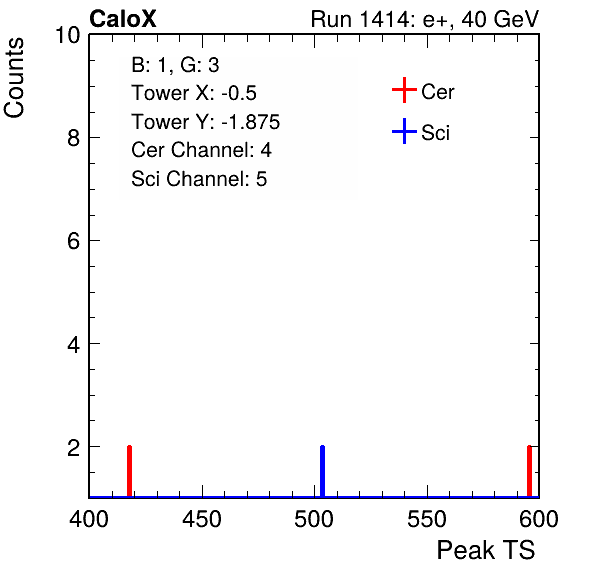 CaloX Run 1414: e+, 40 GeV
Counts
10
8
6
4
2
B: 1, G: 3
Tower X: -0.5
Tower Y: -1.875
Cer Channel: 4
Sci Channel: 5
Cer
Sci
400 450 500 550 600
Peak TS